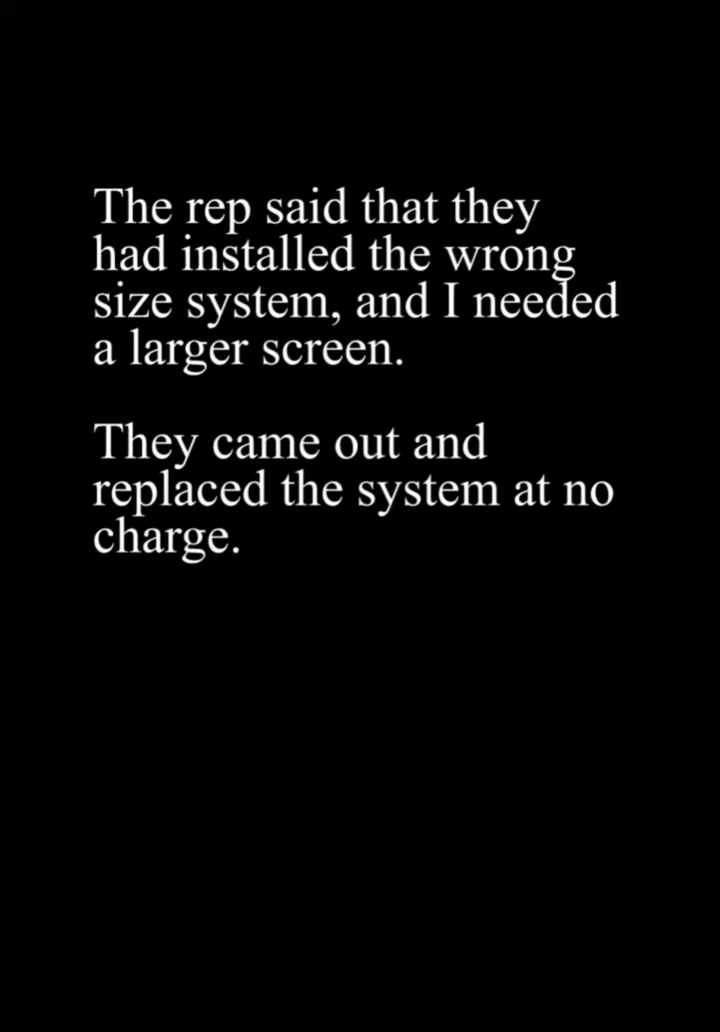 The rep said that they
had installed the wrong
size system, and I needed
a larger screen.
They came out and
replaced the system at no
charge.